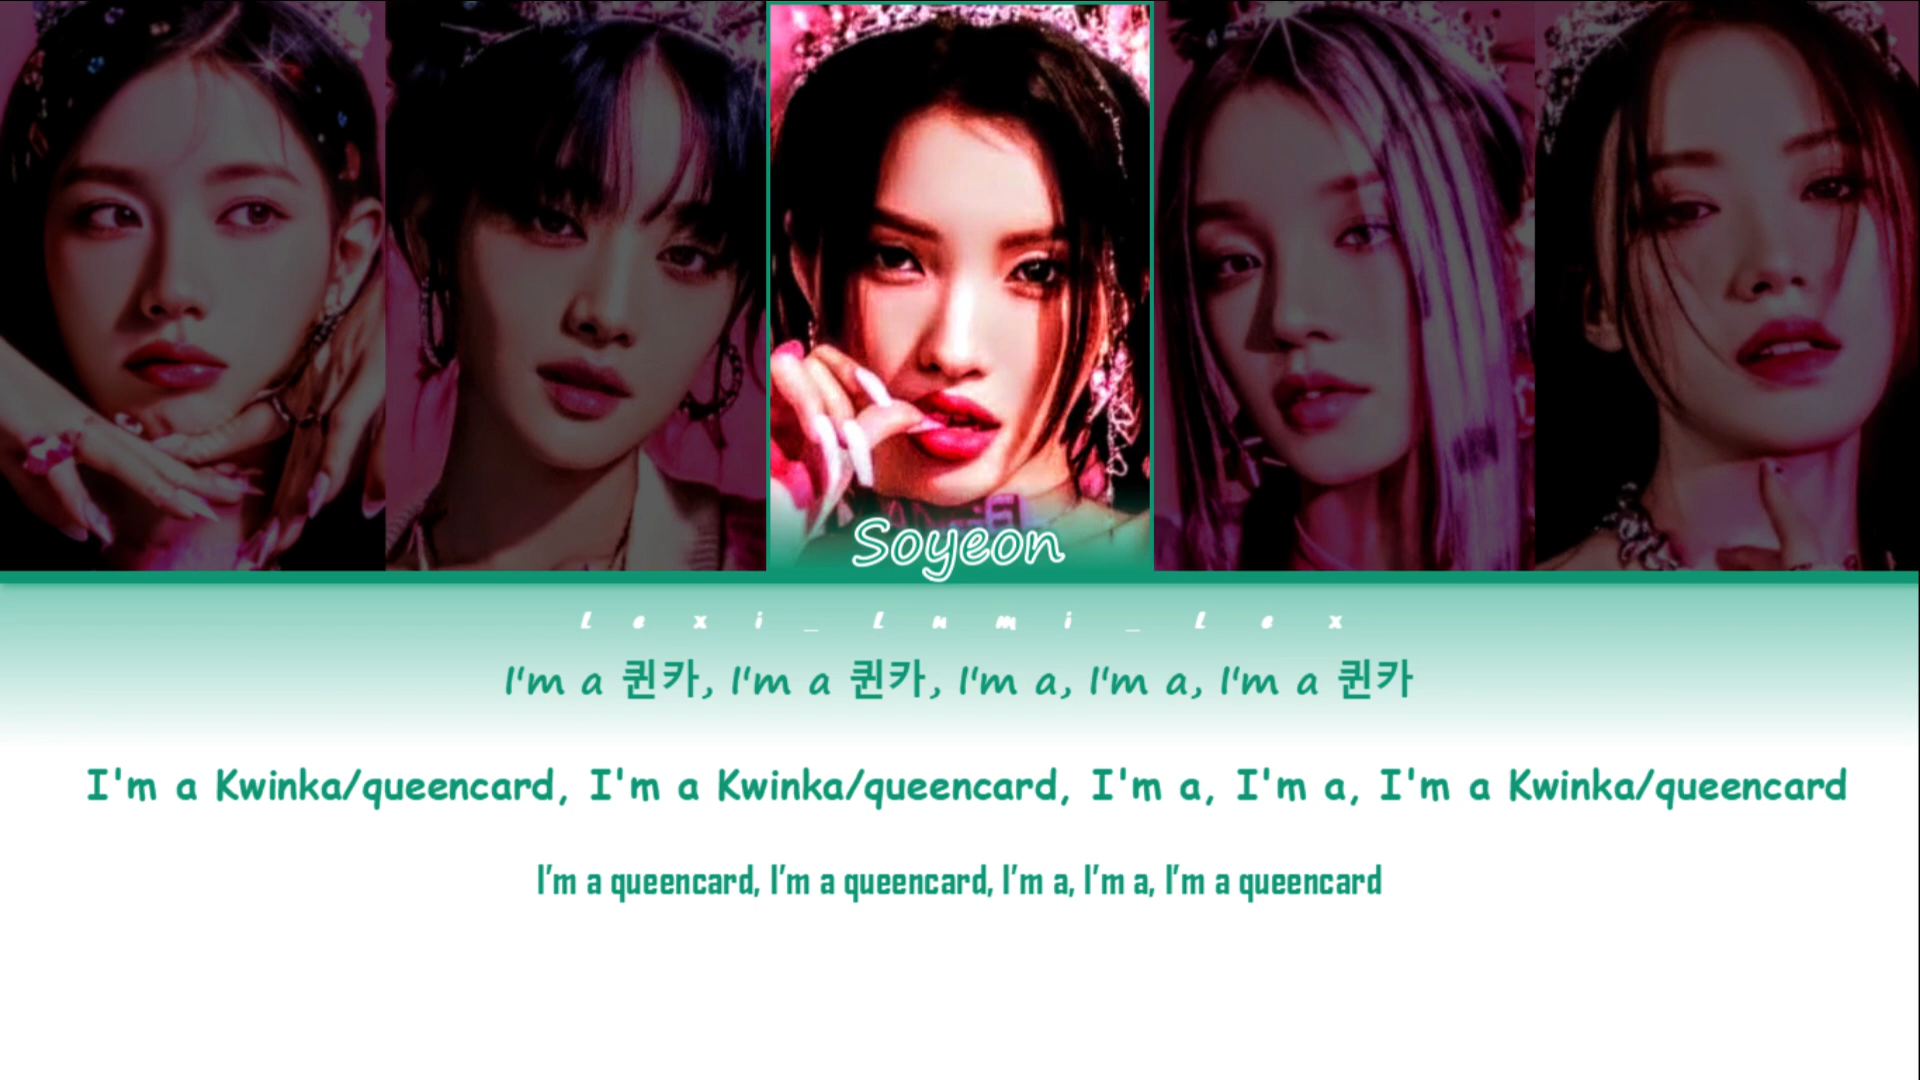 Soyeon
Lexi_Lumi_Lex
I'm a 퀸카, I'm a 퀸카, I'm a, I'm a, I'm a 퀸카
I'm a Kwinka/queencard, I'm a Kwinka/queencard, I'm a, I'm a, I'm a Kwinka/queencard
I'm a queencard, I'm a queencard, I'm a, I'm a, I'm a queencard